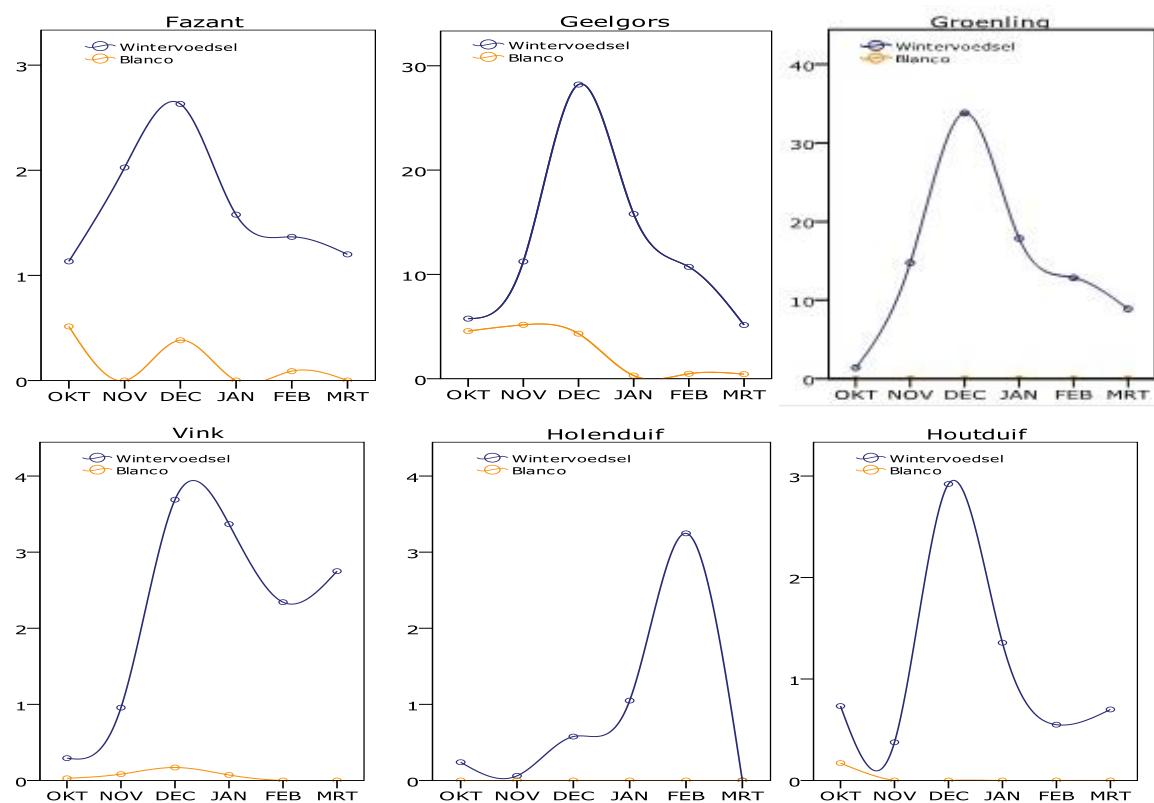 Fazant
Wintervoedsel
Blanco
3
2
1
0
OKT NOV DEC JAN FEB MRT
Geelgors
Wintervoedsel
Blanco
30
20
10
0
OKT NOV DEC JAN FEB MRT
Groenling
Wintervoedsel
Blanco
40
30
20
10
0
OKT NOV DEC JAN FEB MRT
Vink
Wintervoedsel
Blanco
4
3
2
1
0
OKT NOV DEC JAN FEB MRT
Holenduif
Wintervoedsel
Blanco
4
3
2
1
0
OKT NOV DEC JAN FEB MRT
Houtduif
Wintervoedsel
Blanco
3
2
1
0
OKT NOV DEC JAN FEB MRT